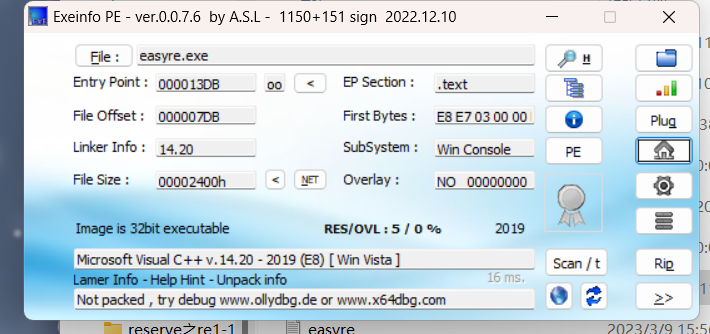 Exeinfo PE - ver.0.0.7.6 by A.S.L - 1150+151 sign 2022.12.10
File : easyre.exe H
Entry Point : 000013DB oo < EP Section : .text
File Offset : 000007DB First Bytes : E8 E7 03 00 00 Plug
Linker Info : 14.20 SubSystem : Win Console PE
File Size : 00002400h < NET Overlay : NO 00000000
Image is 32bit executable RES/OVL : 5 / 0 % 2019
Microsoft Visual C++ v.14.20 - 2019 (E8) [ Win Vista ] Scan / t Rip
Lamer Info - Help Hint - Unpack info 16 ms.
Not packed , try debug www.ollydbg.de or www.x64dbg.com >>
reserve之re1-1 easyre 2023/3/9 15:56